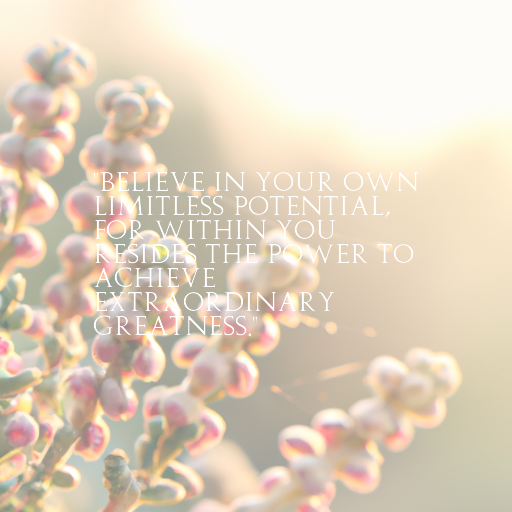 "BELIEVE IN YOUR OWN
LIMITLESS POTENTIAL,
FOR WITHIN YOU
RESIDES THE POWER TO
ACHIEVE
EXTRAORDINARY
GREATNESS."